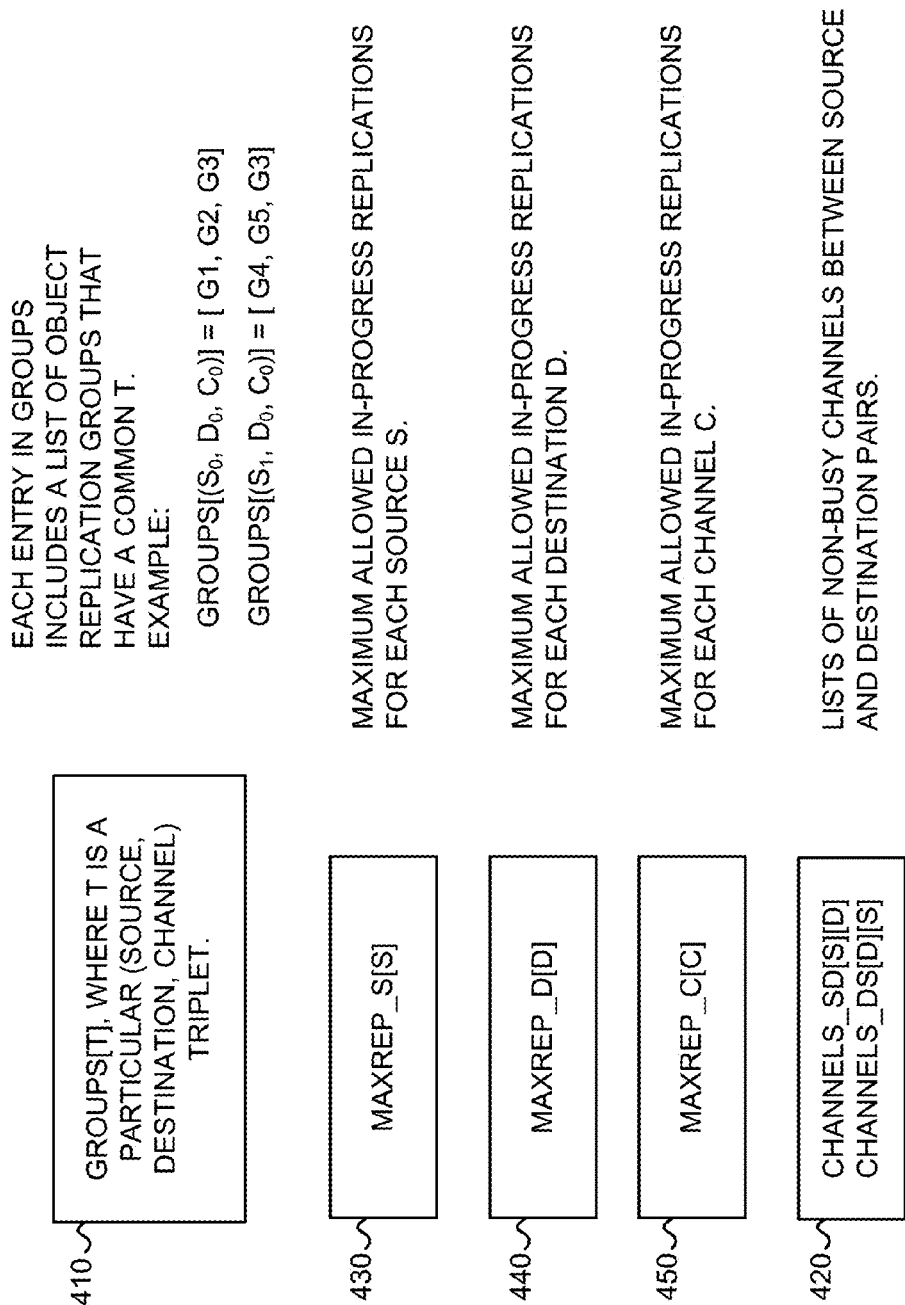 410
GROUPS[T], WHERE T IS A
PARTICULAR (SOURCE,
DESTINATION, CHANNEL)
TRIPLET.
EACH ENTRY IN GROUPS
INCLUDES A LIST OF OBJECT
REPLICATION GROUPS THAT
HAVE A COMMON T.
EXAMPLE:
GROUPS[(S₀, D₀, C₀)] = [ G1, G2, G3]
GROUPS[(S₁, D₀, C₀)] = [ G4, G5, G3]
430
MAXREP_S[S]
MAXIMUM ALLOWED IN-PROGRESS REPLICATIONS
FOR EACH SOURCE S.
440
MAXREP_D[D]
MAXIMUM ALLOWED IN-PROGRESS REPLICATIONS
FOR EACH DESTINATION D.
450
MAXREP_C[C]
MAXIMUM ALLOWED IN-PROGRESS REPLICATIONS
FOR EACH CHANNEL C.
420
CHANNELS_SD[S][D]
CHANNELS_DS[D][S]
LISTS OF NON-BUSY CHANNELS BETWEEN SOURCE
AND DESTINATION PAIRS.